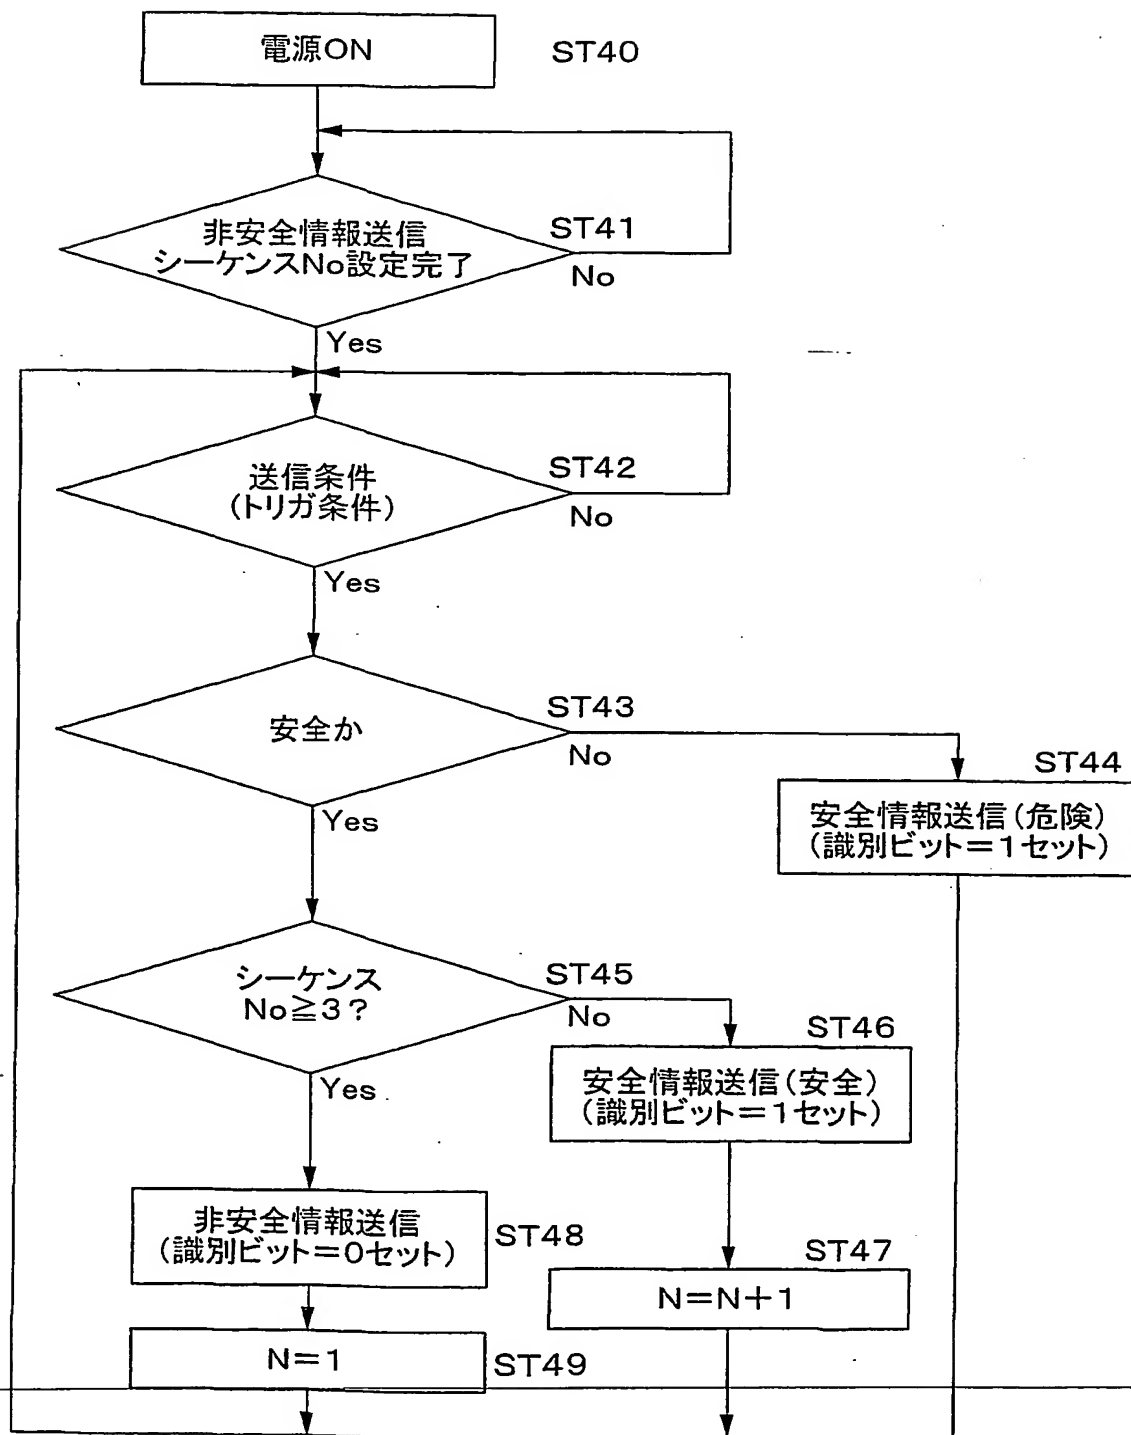 電源ON
ST40
非安全情報送信
シーケンスNo設定完了
ST41
No
Yes
送信条件
(トリガ条件)
ST42
No
Yes
安全か
ST43
No
Yes
ST44
安全情報送信(危険)
(識別ビット=1セット)
シーケンス
No≧3?
ST45
No
Yes
ST46
安全情報送信(安全)
(識別ビット=1セット)
非安全情報送信
(識別ビット=0セット)
ST48
ST47
N=N+1
N=1
ST49